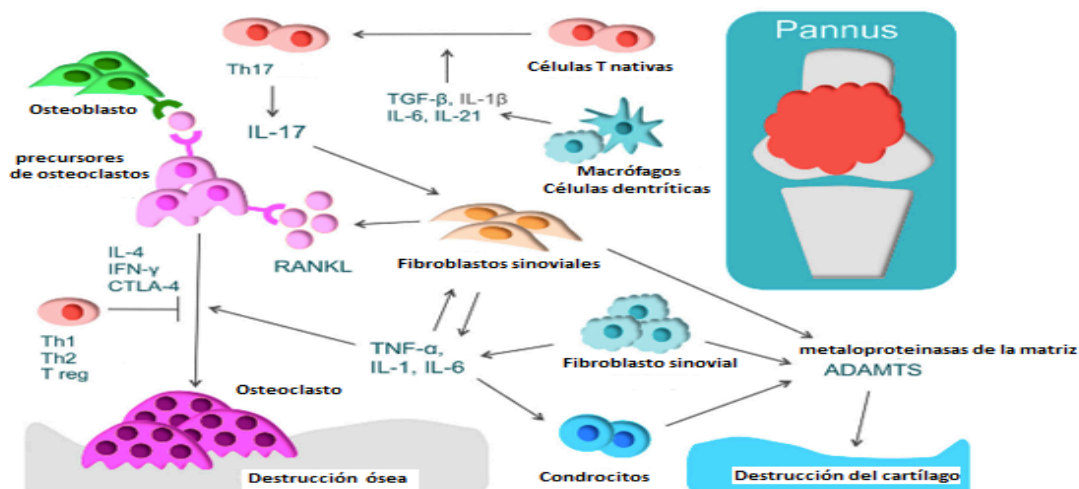 Pannus
Th17
Células T nativas
TGF-β, IL-1β
IL-6, IL-21
Osteoblasto
IL-17
precursores
de osteoclastos
Macrófagos
Células dentríticas
IL-4
IFN-γ
CTLA-4
RANKL
Fibroblastos sinoviales
Th1
Th2
T reg
TNF-α,
IL-1, IL-6
Fibroblasto sinovial
metaloproteinasas de la matriz
ADAMTS
Osteoclasto
Destrucción ósea
Condrocitos
Destrucción del cartílago